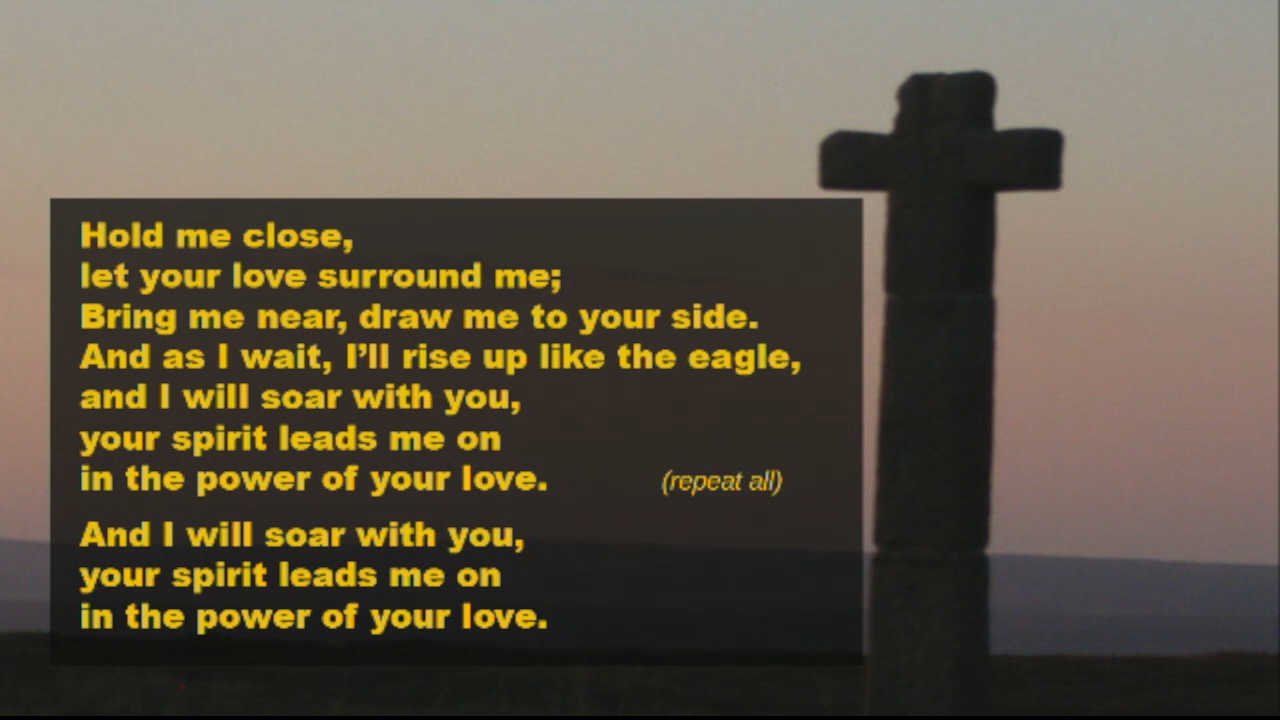 Hold me close,
let your love surround me;
Bring me near, draw me to your side.
And as I wait, I’ll rise up like the eagle,
and I will soar with you,
your spirit leads me on
in the power of your love. (repeat all)
And I will soar with you,
your spirit leads me on
in the power of your love.